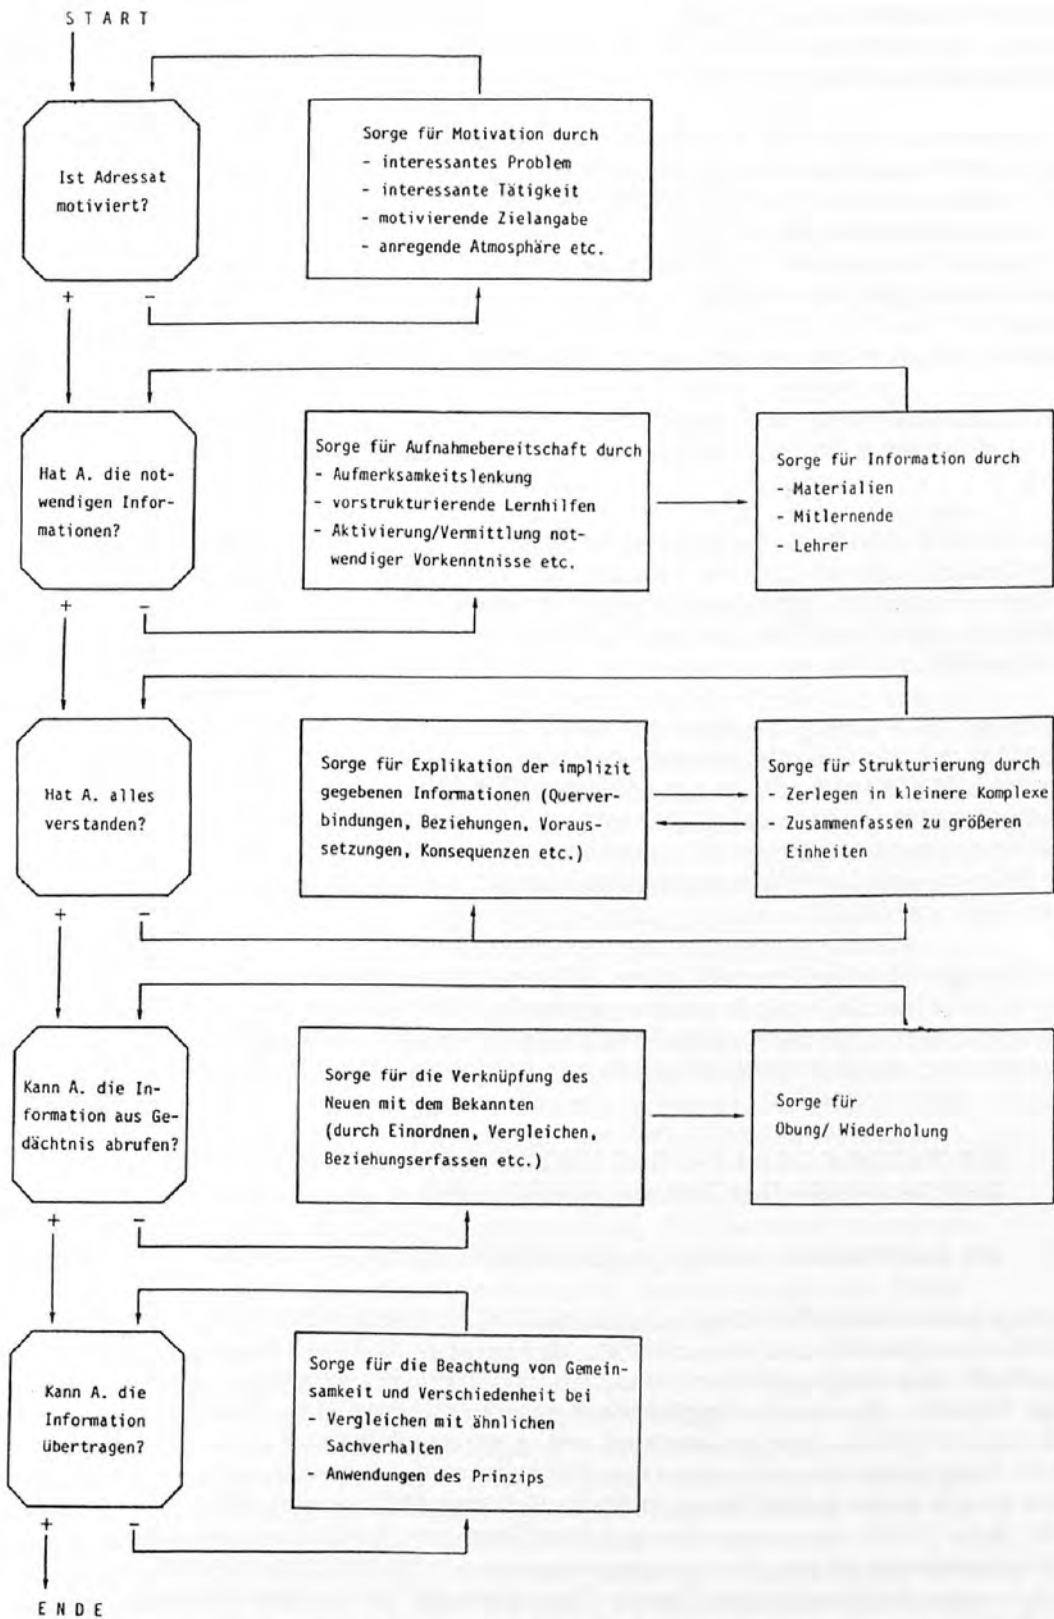 S T A R T
Ist Adressat
motiviert?
+ -
Sorge für Motivation durch
- interessantes Problem
- interessante Tätigkeit
- motivierende Zielangabe
- anregende Atmosphäre etc.
Hat A. die not-
wendigen Infor-
mationen?
+ -
Sorge für Aufnahmebereitschaft durch
- Aufmerksamkeitslenkung
- vorstrukturierende Lernhilfen
- Aktivierung/Vermittlung not-
wendiger Vorkenntnisse etc.
Sorge für Information durch
- Materialien
- Mitlernende
- Lehrer
Hat A. alles
verstanden?
+ -
Sorge für Explikation der implizit
gegebenen Informationen (Querver-
bindungen, Beziehungen, Voraus-
setzungen, Konsequenzen etc.)
Sorge für Strukturierung durch
- Zerlegen in kleinere Komplexe
- Zusammenfassen zu größeren
Einheiten
Kann A. die In-
formation aus Ge-
dächtnis abrufen?
+ -
Sorge für die Verknüpfung des
Neuen mit dem Bekannten
(durch Einordnen, Vergleichen,
Beziehungserfassen etc.)
Sorge für
Obung/ Wiederholung
Kann A. die
Information
übertragen?
+ -
Sorge für die Beachtung von Gemein-
samkeit und Verschiedenheit bei
- Vergleichen mit ähnlichen
Sachverhalten
- Anwendungen des Prinzips
E N D E